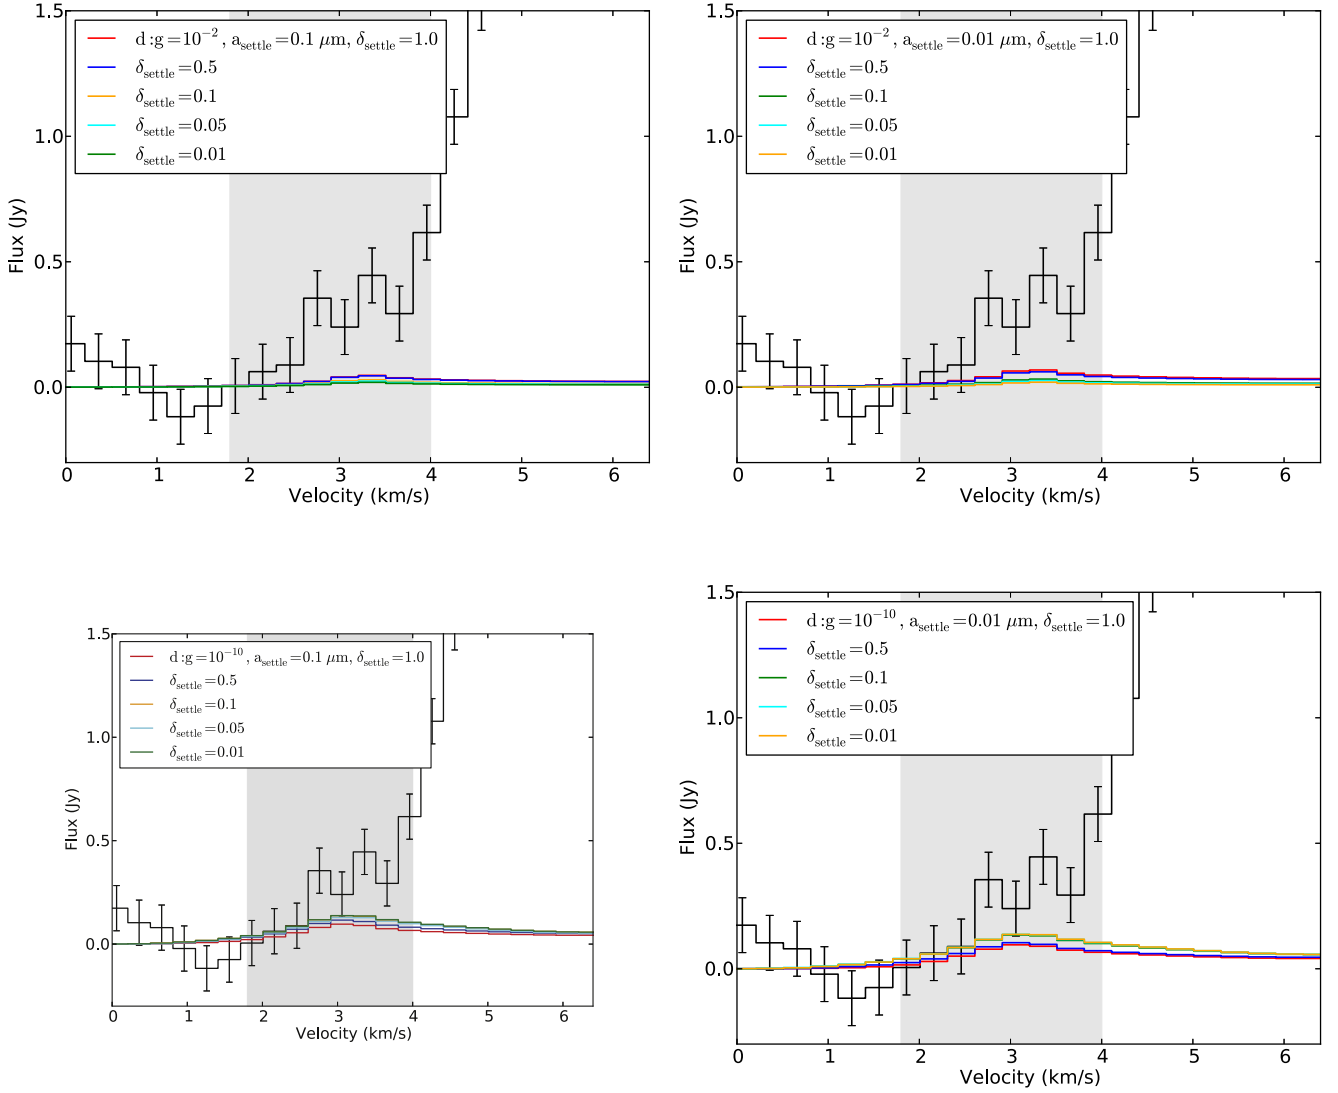 1.5
1.0
0.5
0.0
Flux (Jy)
d:g=10⁻², a_settle=0.1 μm, δ_settle=1.0
δ_settle=0.5
δ_settle=0.1
δ_settle=0.05
δ_settle=0.01
0 1 2 3 4 5 6
Velocity (km/s)
1.5
1.0
0.5
0.0
Flux (Jy)
d:g=10⁻², a_settle=0.01 μm, δ_settle=1.0
δ_settle=0.5
δ_settle=0.1
δ_settle=0.05
δ_settle=0.01
0 1 2 3 4 5 6
Velocity (km/s)
1.5
1.0
0.5
0.0
Flux (Jy)
d:g=10⁻¹⁰, a_settle=0.1 μm, δ_settle=1.0
δ_settle=0.5
δ_settle=0.1
δ_settle=0.05
δ_settle=0.01
0 1 2 3 4 5 6
Velocity (km/s)
1.5
1.0
0.5
0.0
Flux (Jy)
d:g=10⁻¹⁰, a_settle=0.01 μm, δ_settle=1.0
δ_settle=0.5
δ_settle=0.1
δ_settle=0.05
δ_settle=0.01
0 1 2 3 4 5 6
Velocity (km/s)